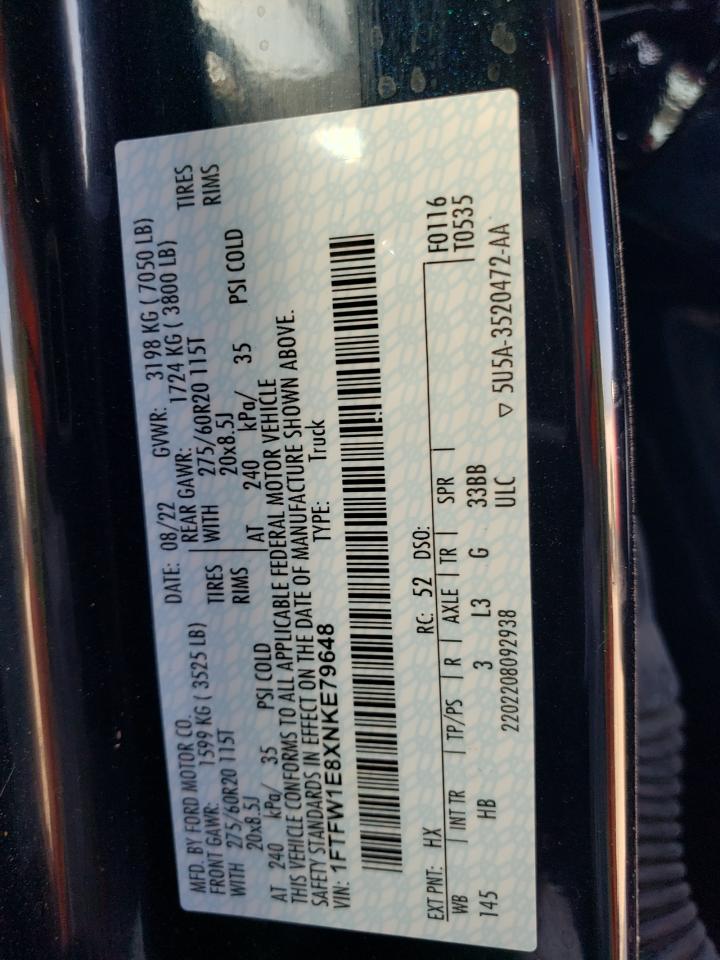 MFD. BY FORD MOTOR CO. DATE: 08/22 GVWR: 3198 KG ( 7050 LB)
FRONT GAWR: 1599 KG ( 3525 LB) REAR GAWR: 1724 KG ( 3800 LB)
WITH 275/60R20 115T TIRES WITH 275/60R20 115T TIRES
20x8.5J RIMS 20x8.5J RIMS
AT 240 kPa/ 35 PSI COLD AT 240 kPa/ 35 PSI COLD
THIS VEHICLE CONFORMS TO ALL APPLICABLE FEDERAL MOTOR VEHICLE
SAFETY STANDARDS IN EFFECT ON THE DATE OF MANUFACTURE SHOWN ABOVE.
VIN: 1FTFW1E8XNKE79648 TYPE: Truck
EXT PNT: HX RC: 52 DSO: F0116
WB INT TR TP/PS R AXLE TR SPR T0535
145 HB 3 L3 G 33BB
2202208092938 ULC ▽ 5U5A-3520472-AA